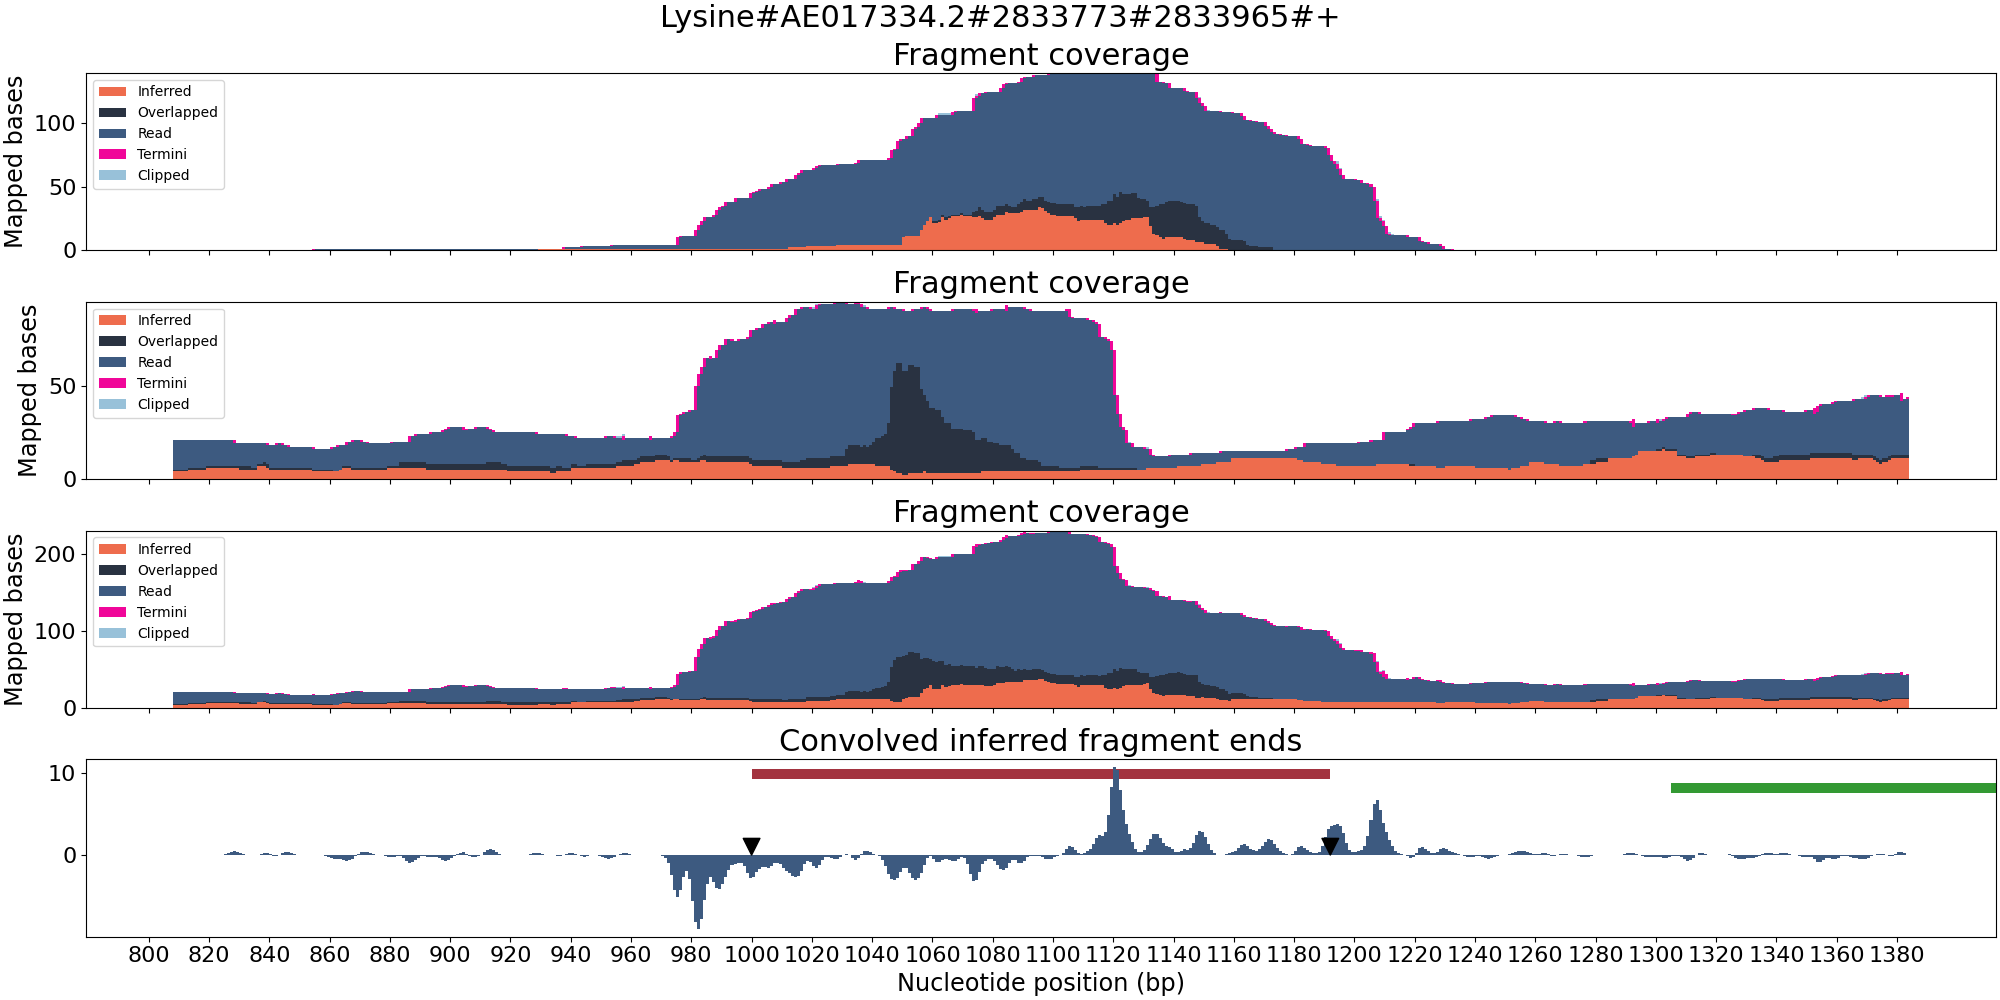 Lysine#AE017334.2#2833773#2833965#+
Fragment coverage
Mapped bases
100
50
0
Inferred
Overlapped
Read
Termini
Clipped
Fragment coverage
Mapped bases
50
0
Inferred
Overlapped
Read
Termini
Clipped
Fragment coverage
Mapped bases
200
100
0
Inferred
Overlapped
Read
Termini
Clipped
Convolved inferred fragment ends
10
0
800 820 840 860 880 900 920 940 960 980 1000 1020 1040 1060 1080 1100 1120 1140 1160 1180 1200 1220 1240 1260 1280 1300 1320 1340 1360 1380
Nucleotide position (bp)